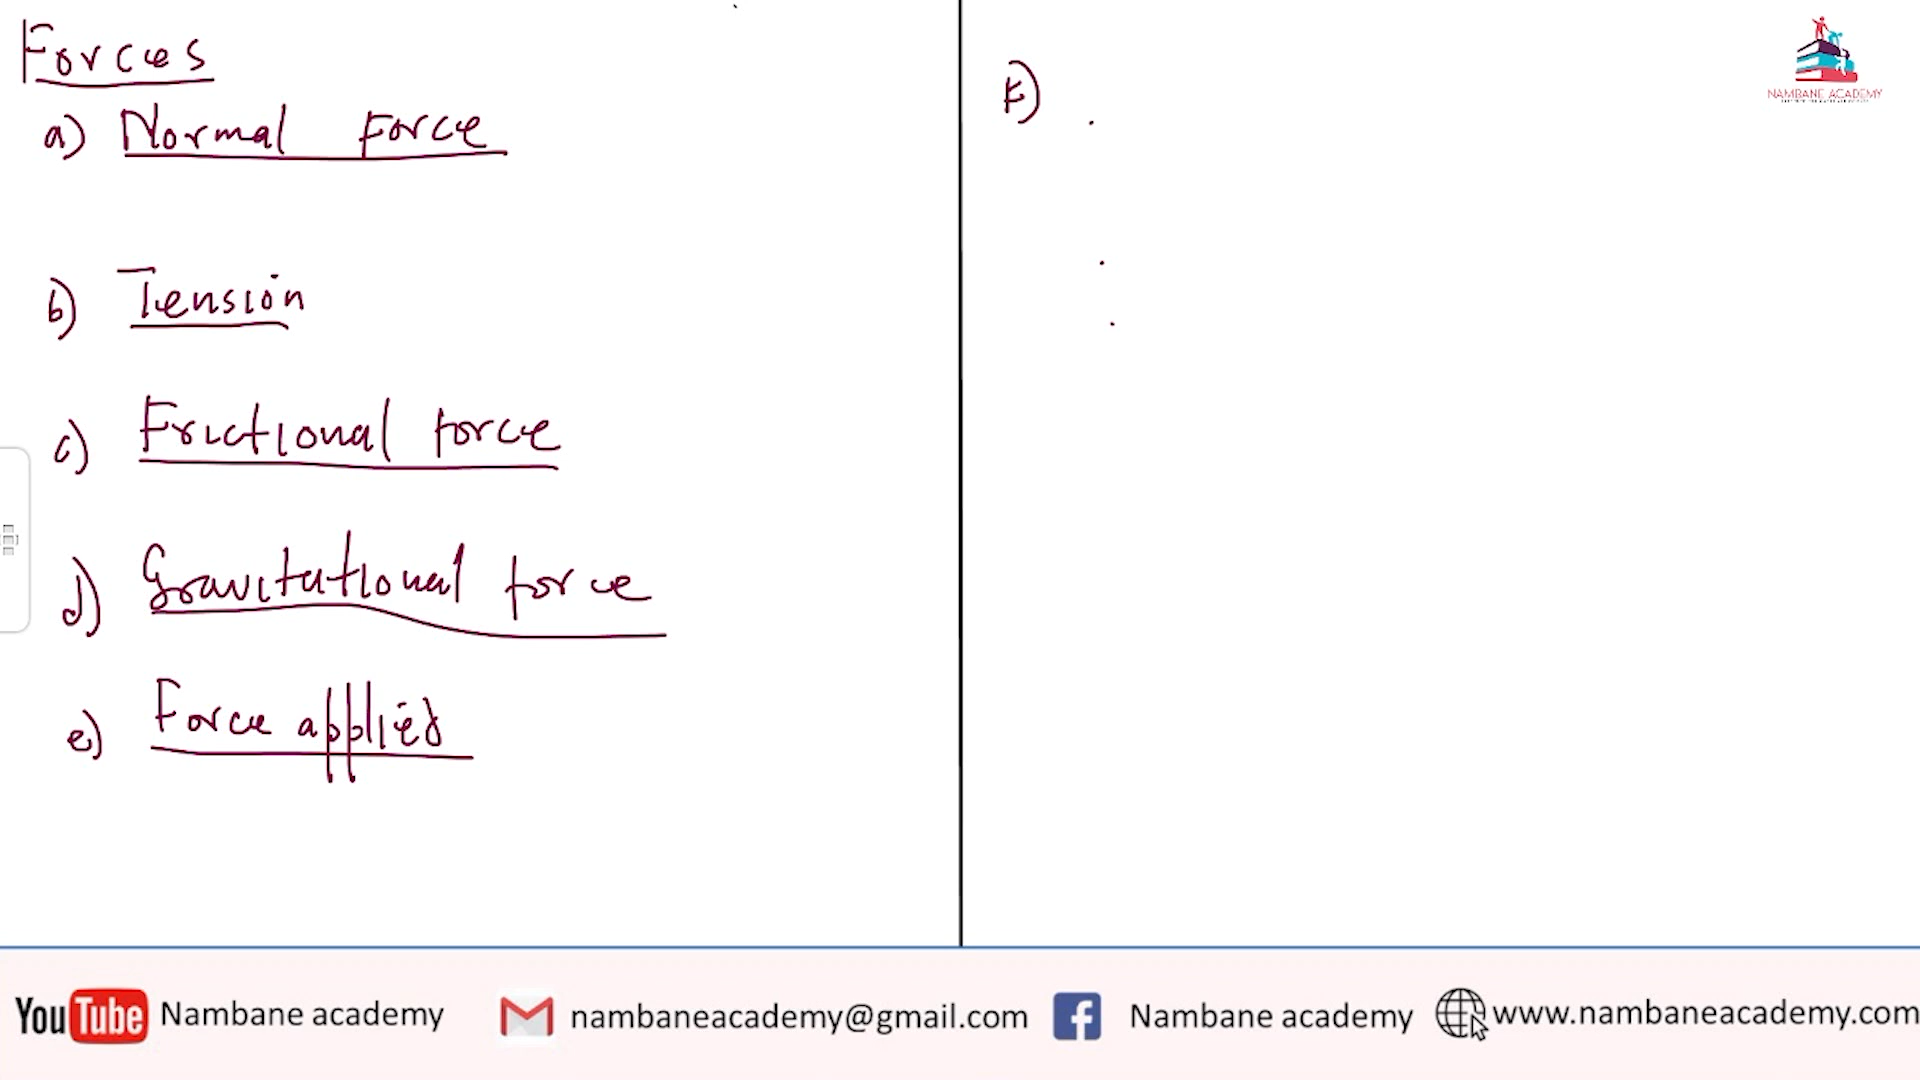 Forces
a) Normal Force
b) Tension
c) Frictional force
d) Gravitational force
e) Force applied
F)
NAMBANE ACADEMY
YouTube Nambane academy
nambaneacademy@gmail.com
f Nambane academy
www.nambaneacademy.com